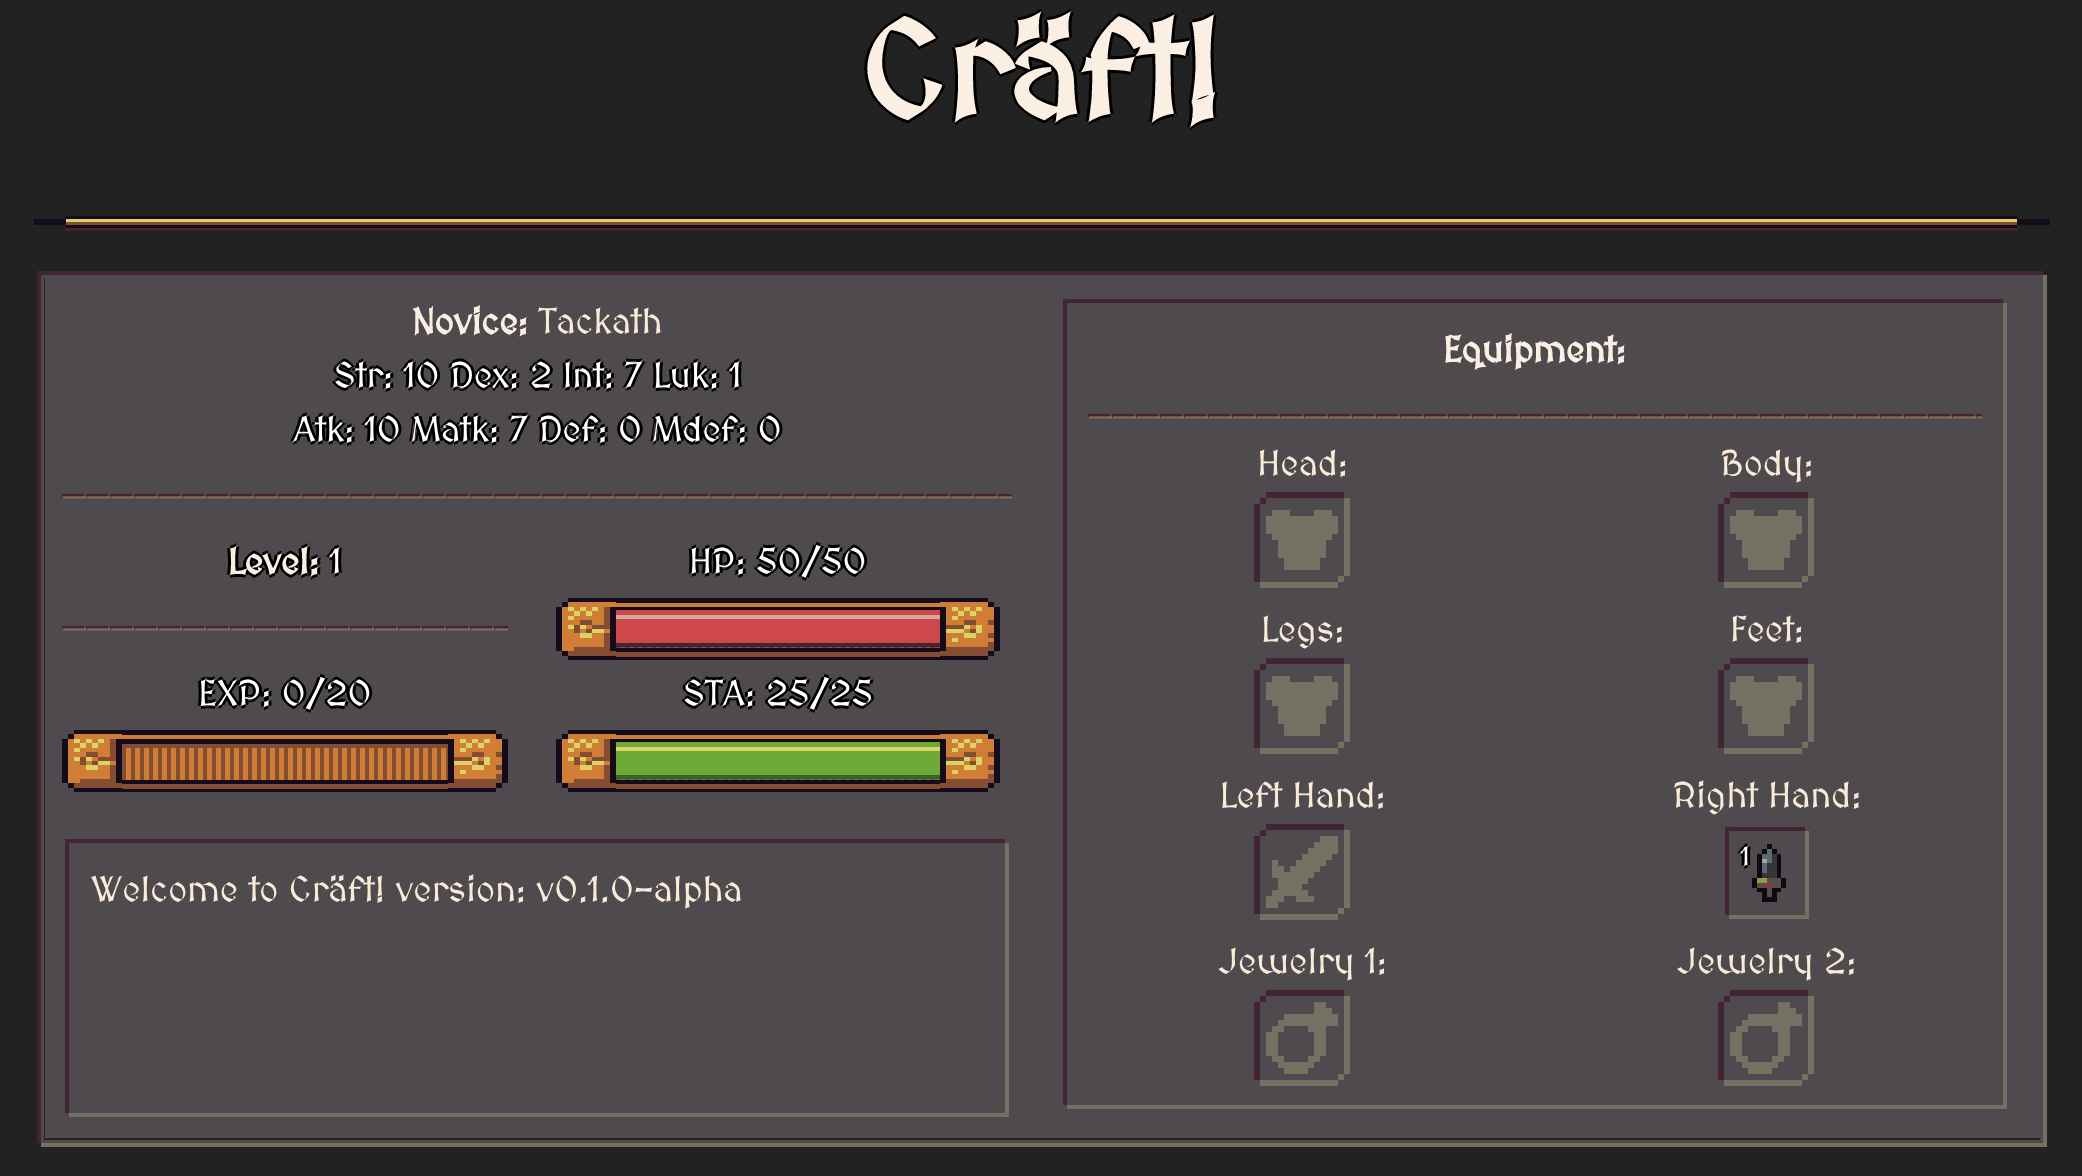 Cräft!
Novice: Tackath
Str: 10 Dex: 2 Int: 7 Luk: 1
Atk: 10 Matk: 7 Def: 0 Mdef: 0
Level: 1
HP: 50/50
EXP: 0/20
STA: 25/25
Welcome to Cräft! version: v0.1.0-alpha
Equipment:
Head:
Body:
Legs:
Feet:
Left Hand:
Right Hand:
1
Jewelry 1:
Jewelry 2: